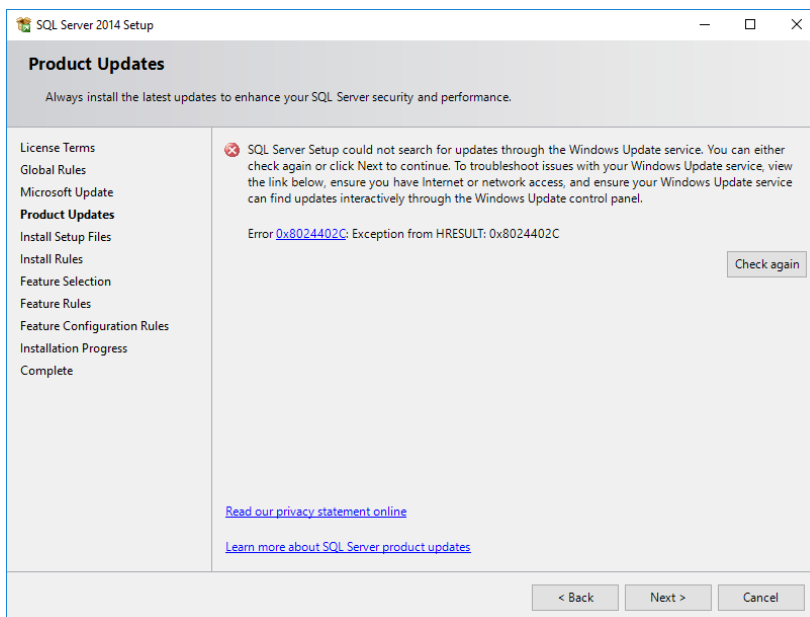 SQL Server 2014 Setup
Product Updates
Always install the latest updates to enhance your SQL Server security and performance.
License Terms
Global Rules
Microsoft Update
Product Updates
Install Setup Files
Install Rules
Feature Selection
Feature Rules
Feature Configuration Rules
Installation Progress
Complete
SQL Server Setup could not search for updates through the Windows Update service. You can either
check again or click Next to continue. To troubleshoot issues with your Windows Update service, view
the link below, ensure you have Internet or network access, and ensure your Windows Update service
can find updates interactively through the Windows Update control panel.
Error 0x8024402C: Exception from HRESULT: 0x8024402C
Check again
Read our privacy statement online
Learn more about SQL Server product updates
< Back
Next >
Cancel